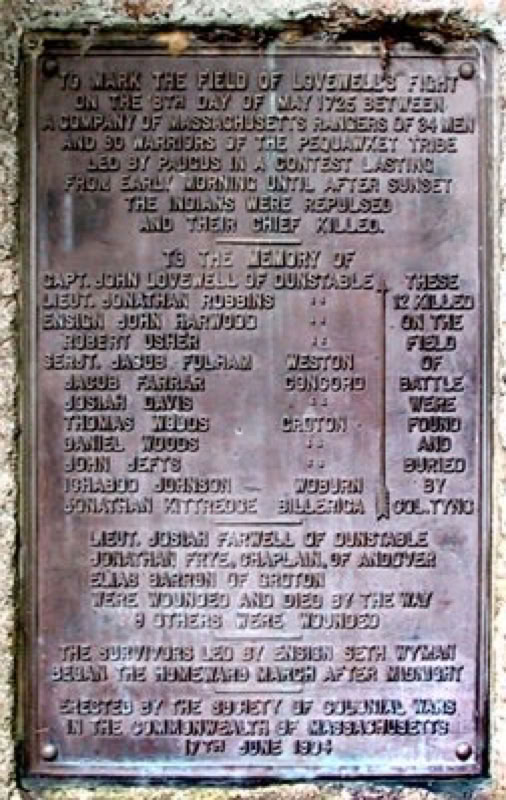 TO MARK THE FIELD OF LOVEWELL'S FIGHT
ON THE 8TH DAY OF MAY 1725 BETWEEN
A COMPANY OF MASSACHUSETTS RANGERS OF 34 MEN
AND 90 WARRIORS OF THE PEQUAWKET TRIBE
LED BY PAUGUS IN A CONTEST LASTING
FROM EARLY MORNING UNTIL AFTER SUNSET
THE INDIANS WERE REPULSED
AND THEIR CHIEF KILLED.
TO THE MEMORY OF
CAPT. JOHN LOVEWELL OF DUNSTABLE
LIEUT. JONATHAN ROBBINS "
ENSIGN JOHN HARWOOD "
ROBERT USHER "
SERJT. JACOB FULHAM WESTON
JACOB FARRAR CONCORD
JOSIAH DAVIS "
THOMAS WOODS GROTON
DANIEL WOODS "
JOHN JEFTS "
ICHABOD JOHNSON WOBURN
JONATHAN KITTREDGE BILLERICA
THESE
12 KILLED
ON THE
FIELD
OF
BATTLE
WERE
FOUND
AND
BURIED
BY
COL. TYNG
LIEUT. JOSIAH FARWELL OF DUNSTABLE
JONATHAN FRYE, CHAPLAIN, OF ANDOVER
ELIAS BARRON OF GROTON
WERE WOUNDED AND DIED BY THE WAY
9 OTHERS WERE WOUNDED
THE SURVIVORS LED BY ENSIGN SETH WYMAN
BEGAN THE HOMEWARD MARCH AFTER MIDNIGHT
ERECTED BY THE SOCIETY OF COLONIAL WARS
IN THE COMMONWEALTH OF MASSACHUSETTS
17TH JUNE 1904